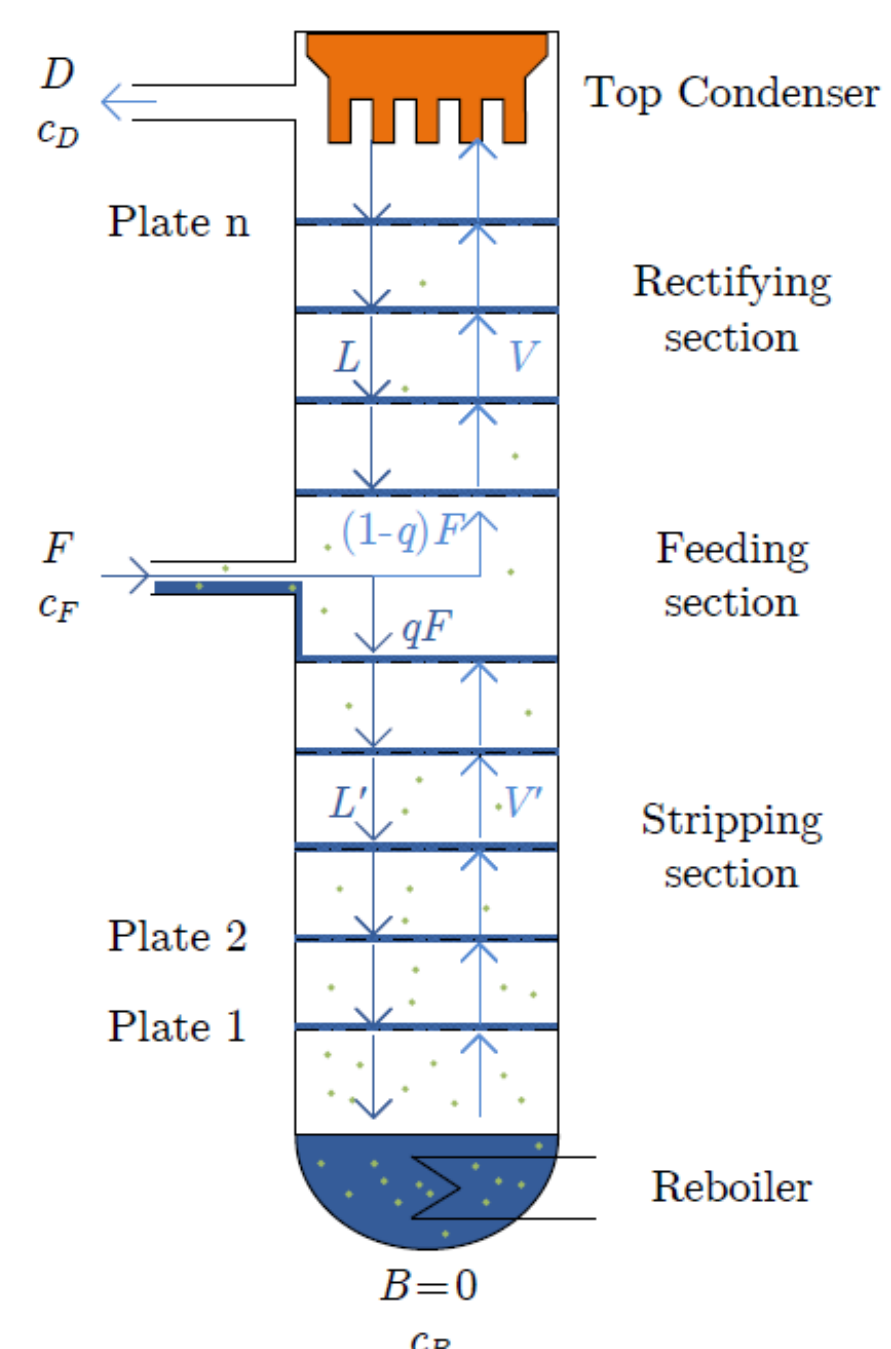 D
Top Condenser
c_D
Plate n
Rectifying
section
L
V
(1-q)F
F
Feeding
section
c_F
qF
L′
V′
Stripping
section
Plate 2
Plate 1
Reboiler
B=0
c_B